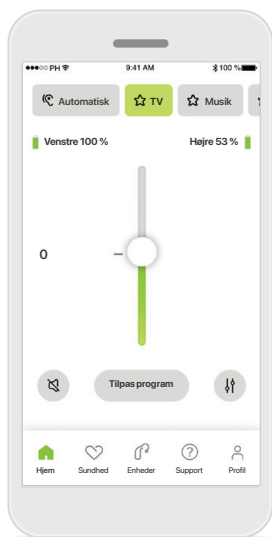 PH 9:41 AM 100 %
Automatisk TV Musik
Venstre 100 % Højre 53 %
0
Tilpas program
Hjem Sundhed Enheder Support Profil